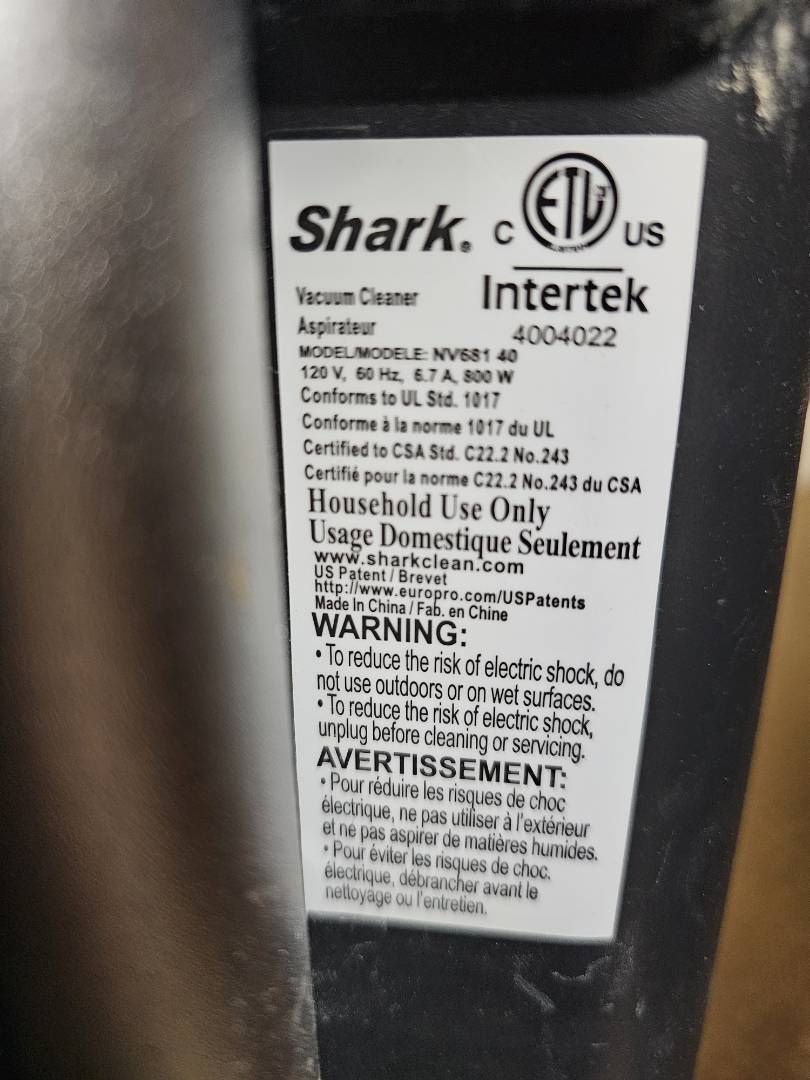 Shark®
C ETL US
Intertek
4004022
Vacuum Cleaner
Aspirateur
MODEL/MODELE: NV681 40
120 V, 60 Hz, 6.7 A, 800 W
Conforms to UL Std. 1017
Conforme à la norme 1017 du UL
Certified to CSA Std. C22.2 No.243
Certifié pour la norme C22.2 No.243 du CSA
Household Use Only
Usage Domestique Seulement
www.sharkclean.com
US Patent / Brevet
http://www.europro.com/USPatents
Made In China / Fab. en Chine
WARNING:
• To reduce the risk of electric shock, do
not use outdoors or on wet surfaces.
• To reduce the risk of electric shock,
unplug before cleaning or servicing.
AVERTISSEMENT:
• Pour réduire les risques de choc
électrique, ne pas utiliser à l'extérieur
et ne pas aspirer de matières humides.
• Pour éviter les risques de choc.
électrique, débrancher avant le
nettoyage ou l'entretien.